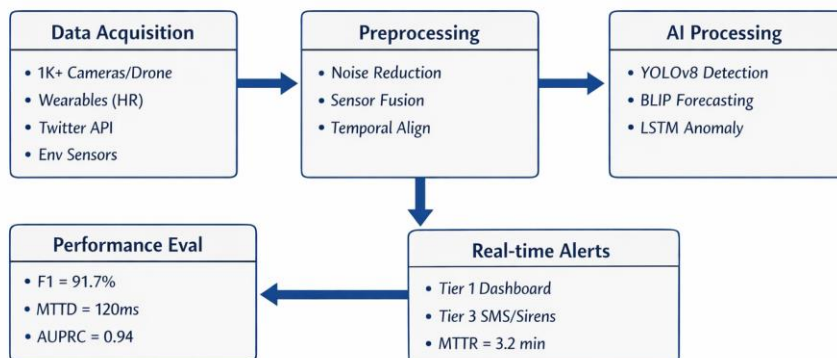 Data Acquisition
• 1K+ Cameras/Drone
• Wearables (HR)
• Twitter API
• Env Sensors
Preprocessing
• Noise Reduction
• Sensor Fusion
• Temporal Align
AI Processing
• YOLOv8 Detection
• BLIP Forecasting
• LSTM Anomaly
Performance Eval
• F1 = 91.7%
• MTTD = 120ms
• AUPRC = 0.94
Real-time Alerts
• Tier 1 Dashboard
• Tier 3 SMS/Sirens
• MTTR = 3.2 min